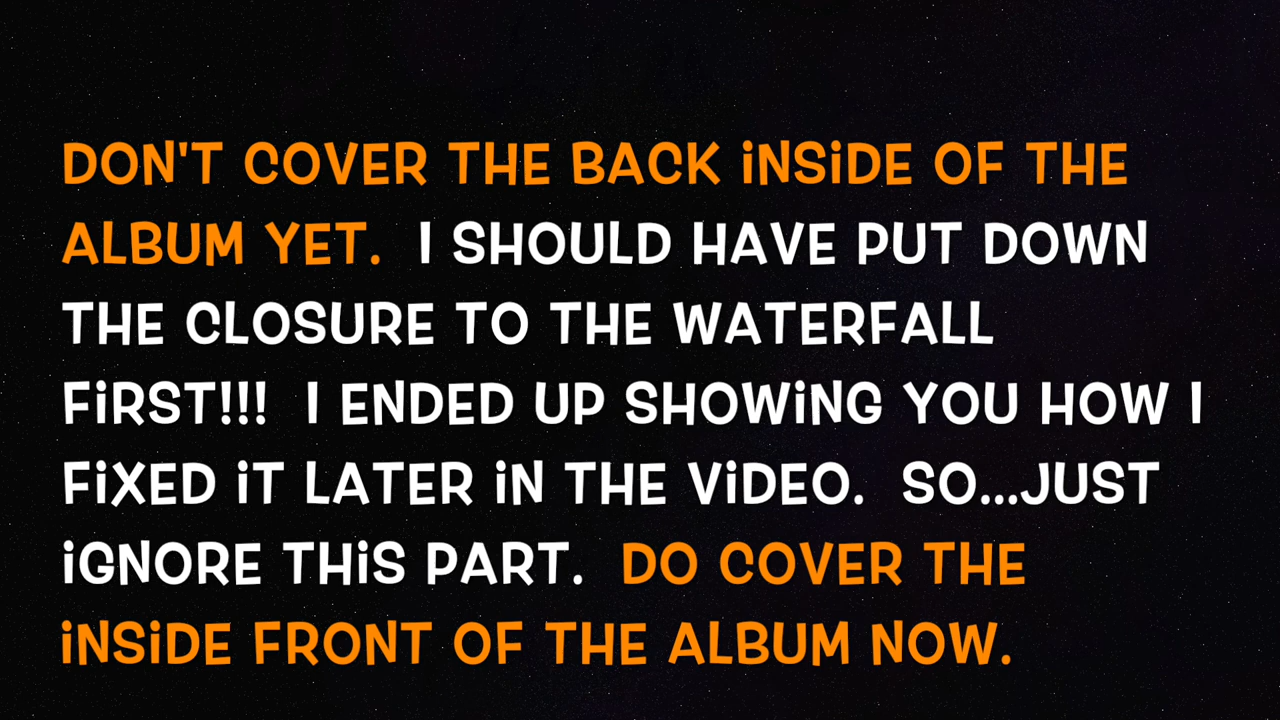 DON'T COVER THE BACK iNSiDE OF THE
ALBUM YET.  I SHOULD HAVE PUT DOWN
THE CLOSURE TO THE WATERFALL
FiRST!!!  I ENDED UP SHOWiNG YOU HOW I
FiXED iT LATER iN THE ViDEO.  SO...JUST
iGNORE THiS PART.  DO COVER THE
iNSiDE FRONT OF THE ALBUM NOW.